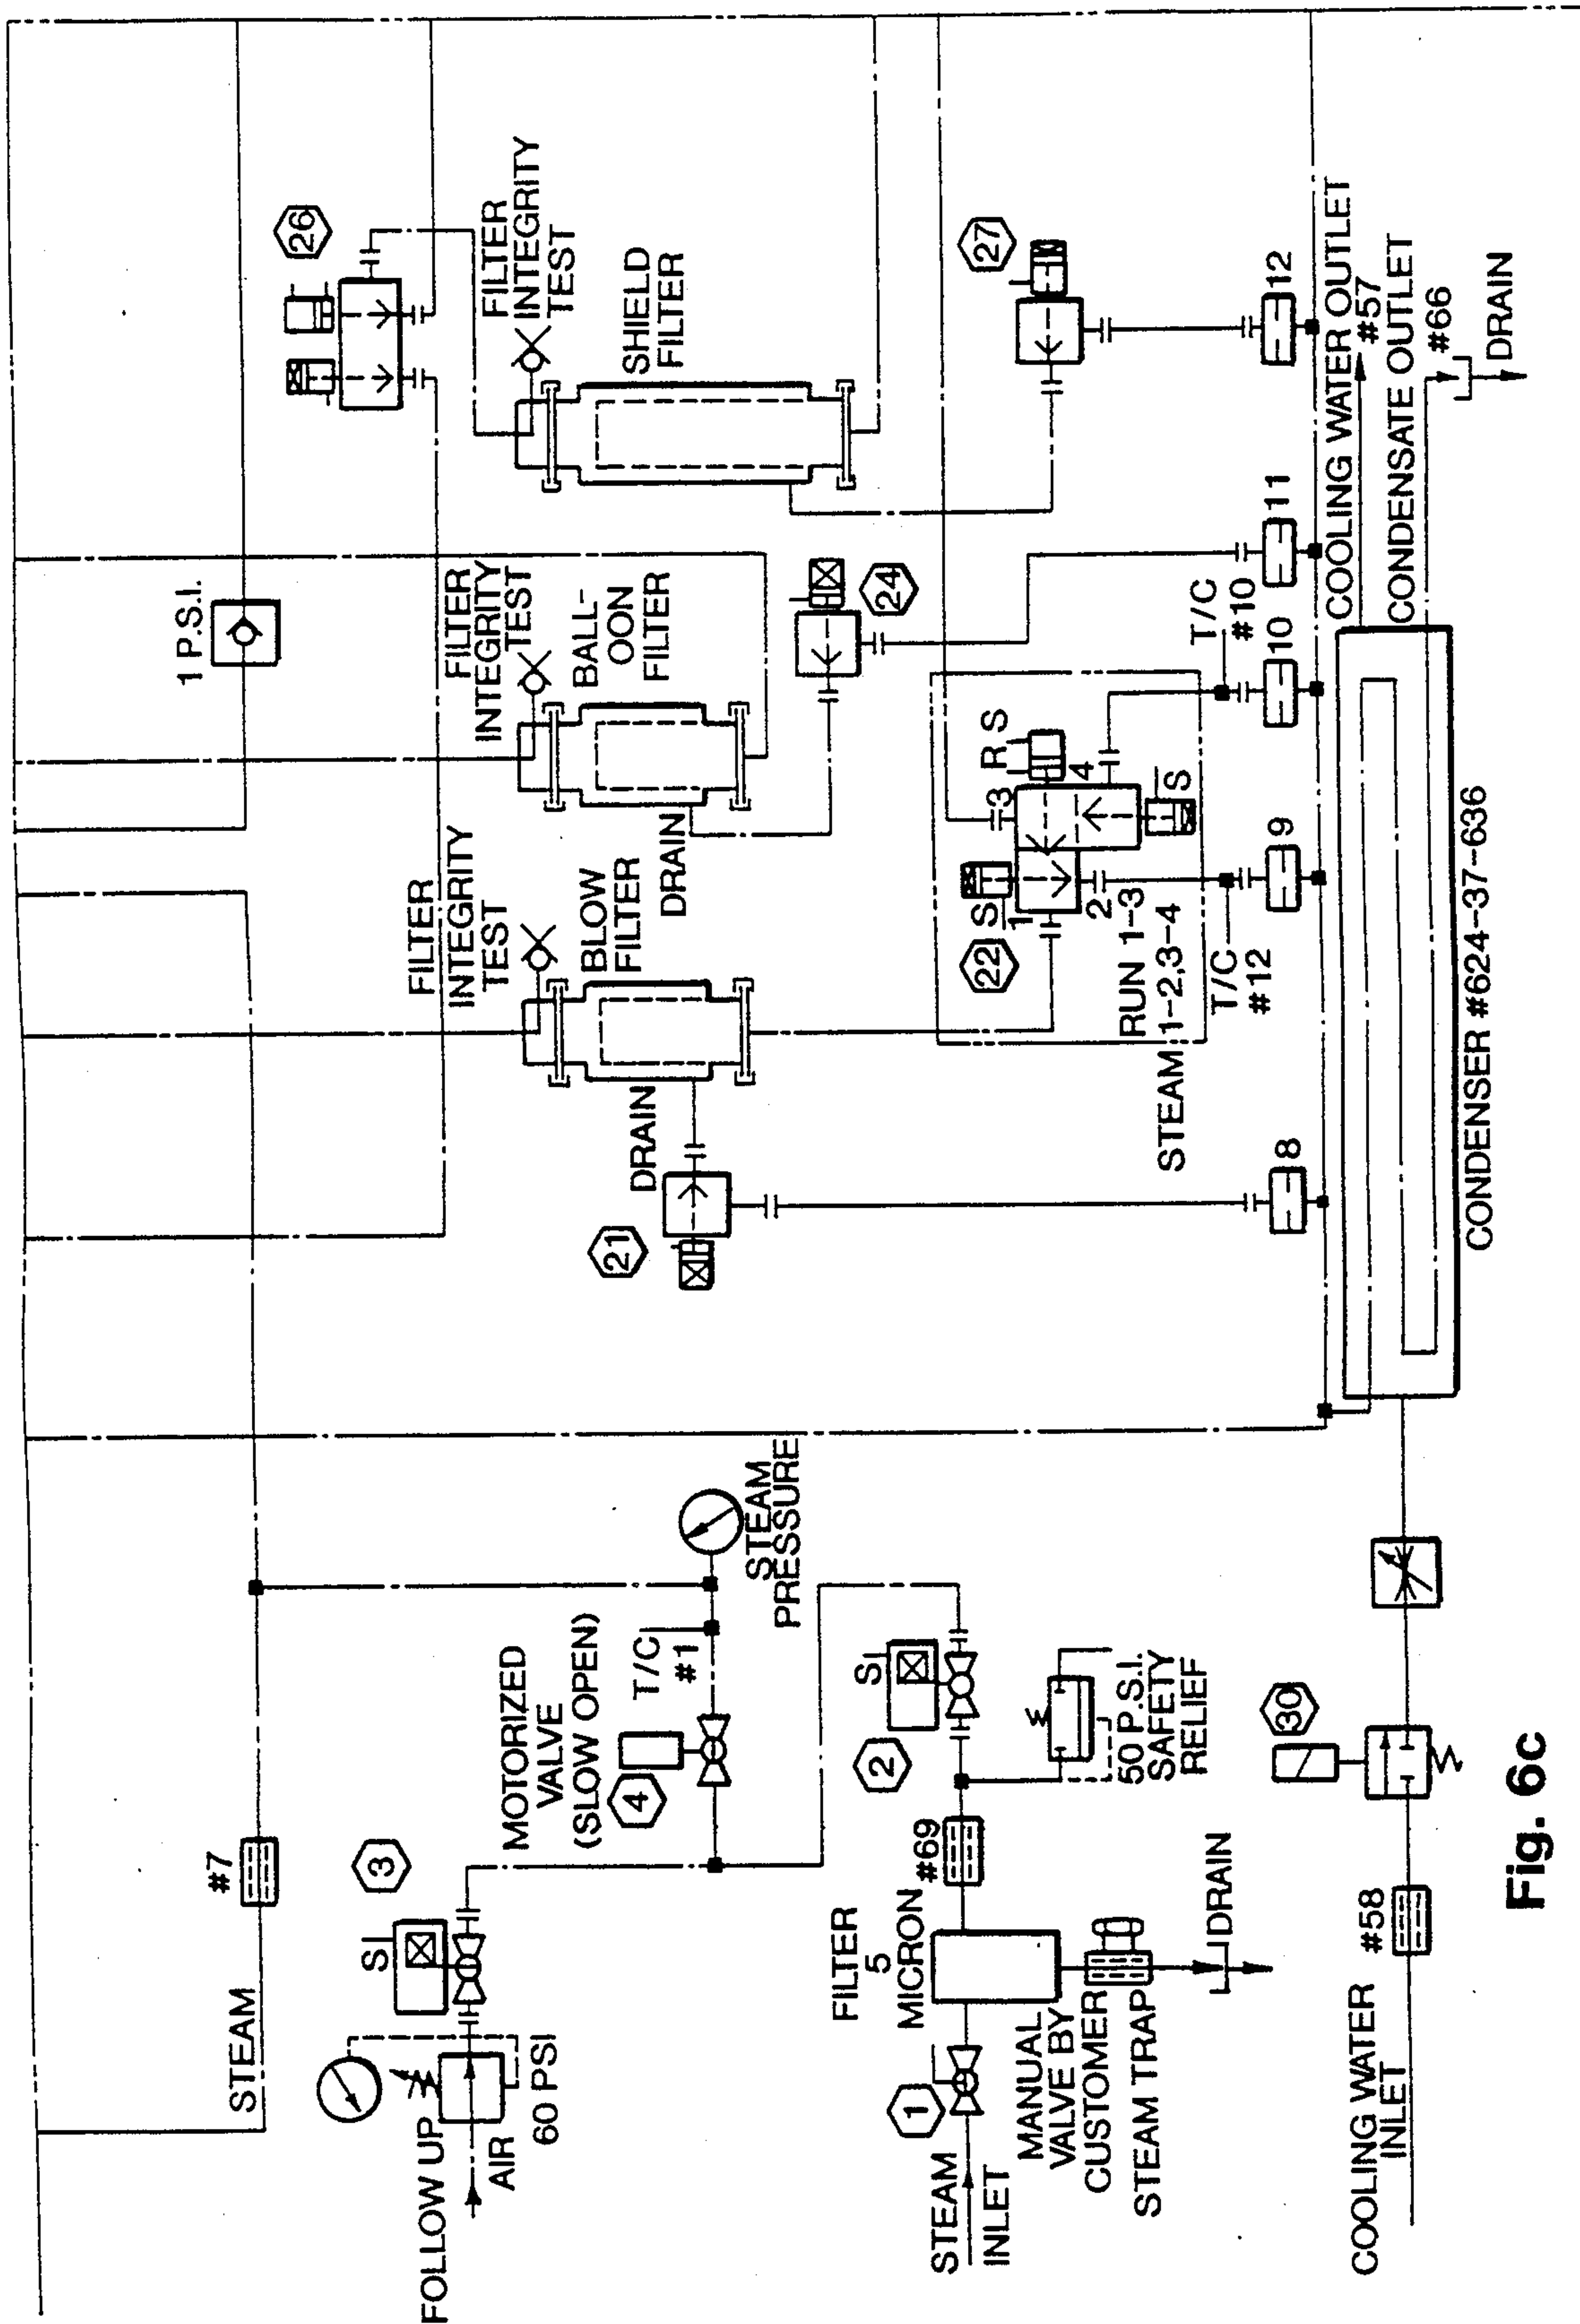 FOLLOW UP
AIR
60 PSI
STEAM
#7
S
3
MOTORIZED
VALVE
(SLOW OPEN)
4
T/C
#1
STEAM
PRESSURE
STEAM
INLET
1
MANUAL
VALVE BY
CUSTOMER
STEAM TRAP
FILTER
5
MICRON
#69
DRAIN
2
S
50 P.S.I.
SAFETY
RELIEF
COOLING WATER
INLET
#58
30
21
DRAIN
FILTER
INTEGRITY
TEST
BLOW
FILTER
DRAIN
FILTER
INTEGRITY
TEST
BALL-
OON
FILTER
1 P.S.I.
24
26
FILTER
INTEGRITY
TEST
SHIELD
FILTER
27
22
S
1
2
3
R S
4
S
RUN 1-3
STEAM 1-2,3-4
T/C
#12
T/C
#10
8
9
10
11
12
COOLING WATER OUTLET
#57
CONDENSATE OUTLET
#66
DRAIN
CONDENSER #624-37-636
Fig. 6c